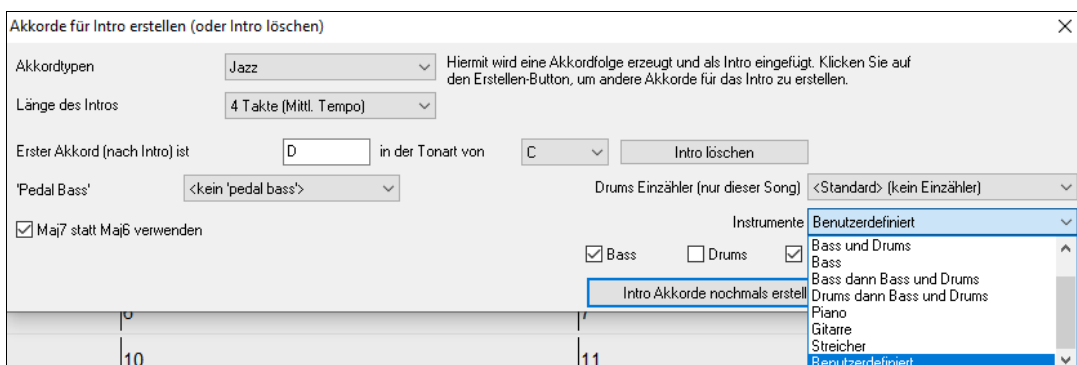 Akkorde für Intro erstellen (oder Intro löschen)
Akkordtypen
Jazz
Hiermit wird eine Akkordfolge erzeugt und als Intro eingefügt. Klicken Sie auf
den Erstellen-Button, um andere Akkorde für das Intro zu erstellen.
Länge des Intros
4 Takte (Mittl. Tempo)
Erster Akkord (nach Intro) ist
D
in der Tonart von
C
Intro löschen
'Pedal Bass'
<kein 'pedal bass'>
Drums Einzähler (nur dieser Song)
<Standard> (kein Einzähler)
Maj7 statt Maj6 verwenden
Instrumente
Benutzerdefiniert
Bass
Drums
Bass und Drums
Bass
Bass dann Bass und Drums
Drums dann Bass und Drums
Piano
Gitarre
Streicher
Benutzerdefiniert
Intro Akkorde nochmals erstell
10
11